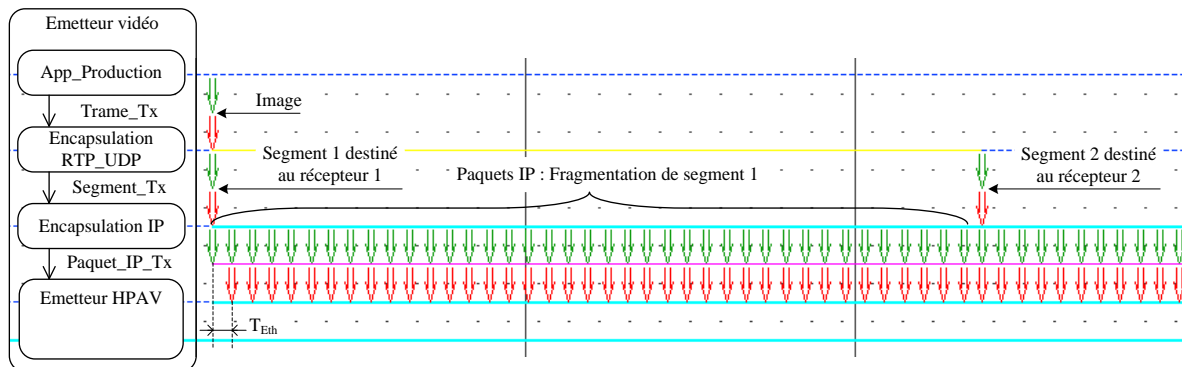 Emetteur vidéo
App_Production
Trame_Tx
Image
Encapsulation
RTP_UDP
Segment 1 destiné
au récepteur 1
Segment 2 destiné
au récepteur 2
Segment_Tx
Paquets IP : Fragmentation de segment 1
Encapsulation IP
Paquet_IP_Tx
Emetteur HPAV
TEth